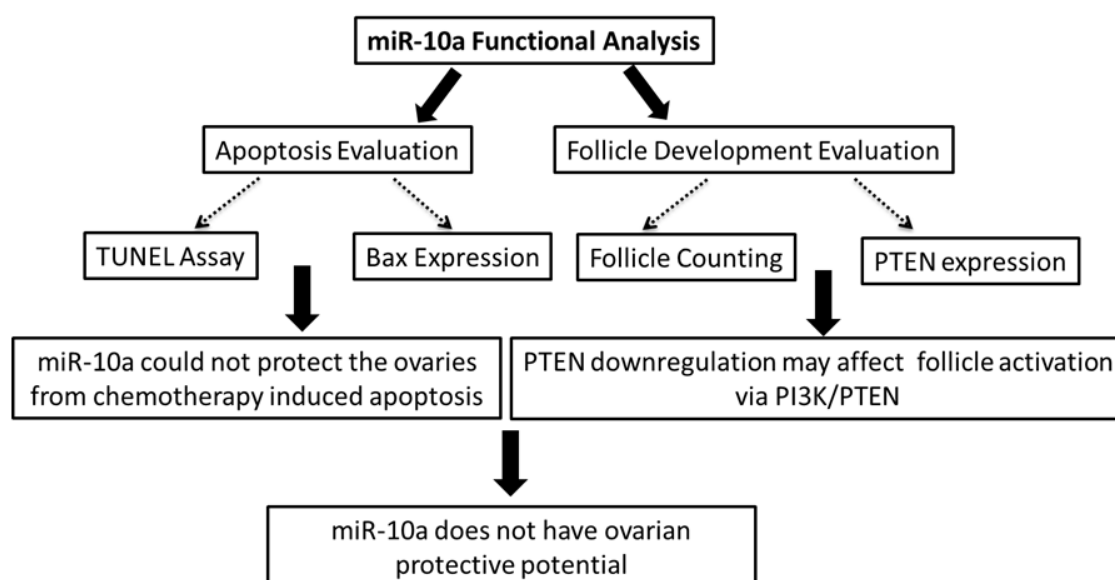 miR-10a Functional Analysis
Apoptosis Evaluation
Follicle Development Evaluation
TUNEL Assay
Bax Expression
Follicle Counting
PTEN expression
miR-10a could not protect the ovaries
from chemotherapy induced apoptosis
PTEN downregulation may affect follicle activation
via PI3K/PTEN
miR-10a does not have ovarian
protective potential